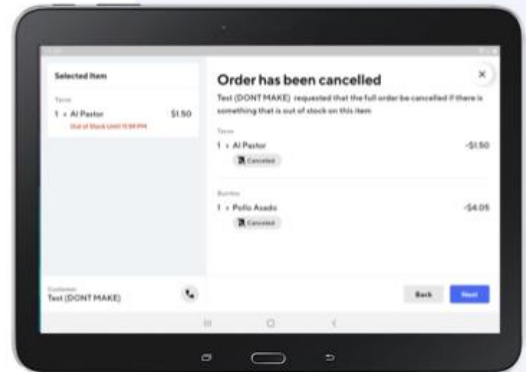 Selected Item
Tacos
1 x Al Pastor $1.50
Out of Stock Until 11:59 PM
Customer
Test (DONT MAKE)
Order has been cancelled
Test (DONT MAKE) requested that the full order be cancelled if there is
something that is out of stock on this item
Tacos
1 x Al Pastor -$1.50
Canceled
Burritos
1 x Pollo Asado -$4.05
Canceled
Back Next